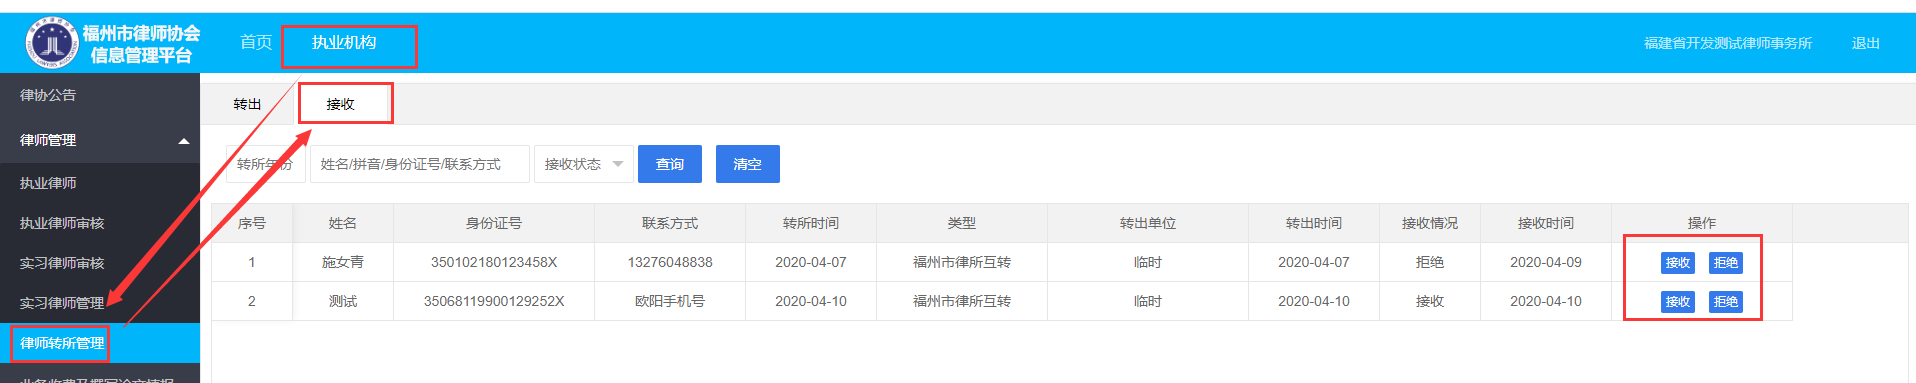 福州市律师协会
信息管理平台
首页 执业机构 福建省开发测试律师事务所 退出
律协公告
律师管理
执业律师
执业律师审核
实习律师审核
实习律师管理
律师转所管理
转出 接收
转所年份 姓名/拼音/身份证号/联系方式 接收状态 查询 清空
序号 姓名 身份证号 联系方式 转所时间 类型 转出单位 转出时间 接收情况 接收时间 操作
1 施女青 350102180123458X 13276048838 2020-04-07 福州市律所互转 临时 2020-04-07 拒绝 2020-04-09 接收 拒绝
2 测试 35068119900129252X 欧阳手机号 2020-04-10 福州市律所互转 临时 2020-04-10 接收 2020-04-10 接收 拒绝